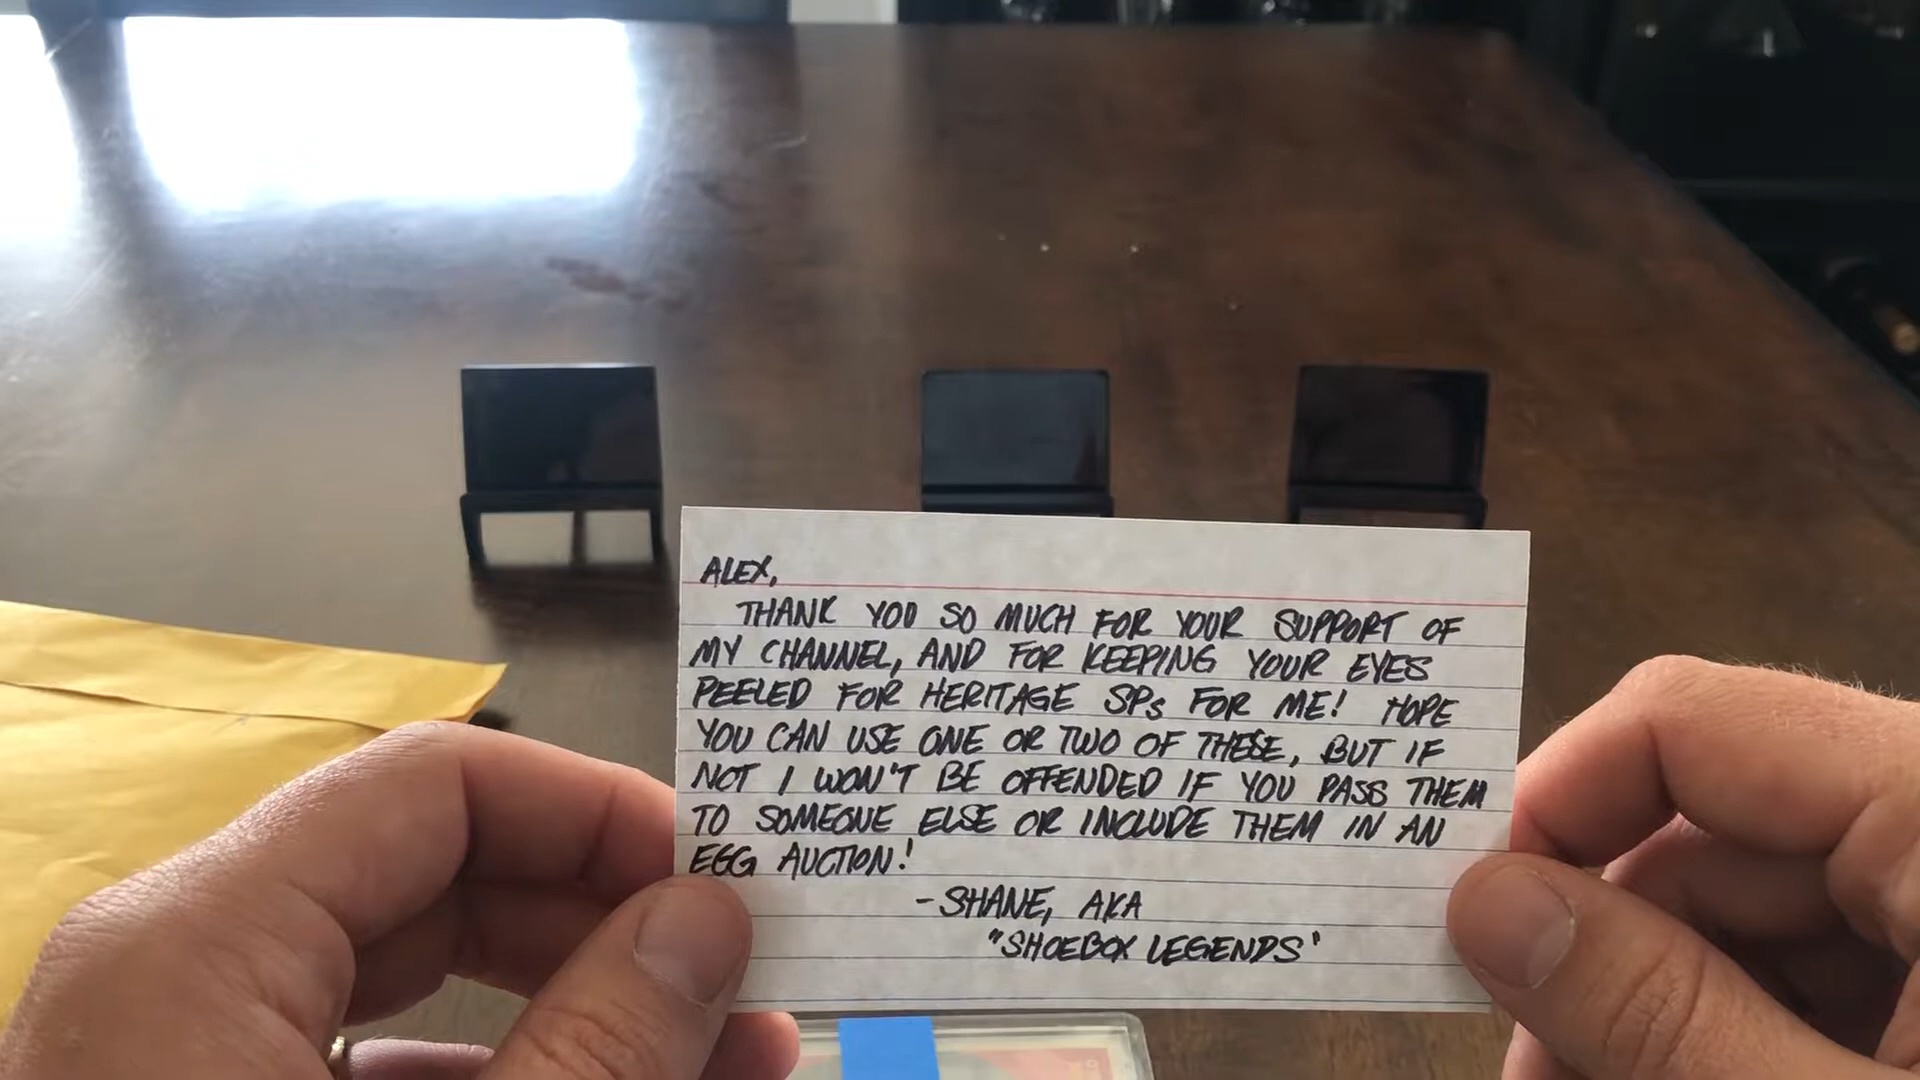 ALEX,
THANK YOU SO MUCH FOR YOUR SUPPORT OF
MY CHANNEL, AND FOR KEEPING YOUR EYES
PEELED FOR HERITAGE SPs FOR ME! HOPE
YOU CAN USE ONE OR TWO OF THESE, BUT IF
NOT I WON'T BE OFFENDED IF YOU PASS THEM
TO SOMEONE ELSE OR INCLUDE THEM IN AN
EGG AUCTION!
- SHANE, AKA
"SHOEBOX LEGENDS"